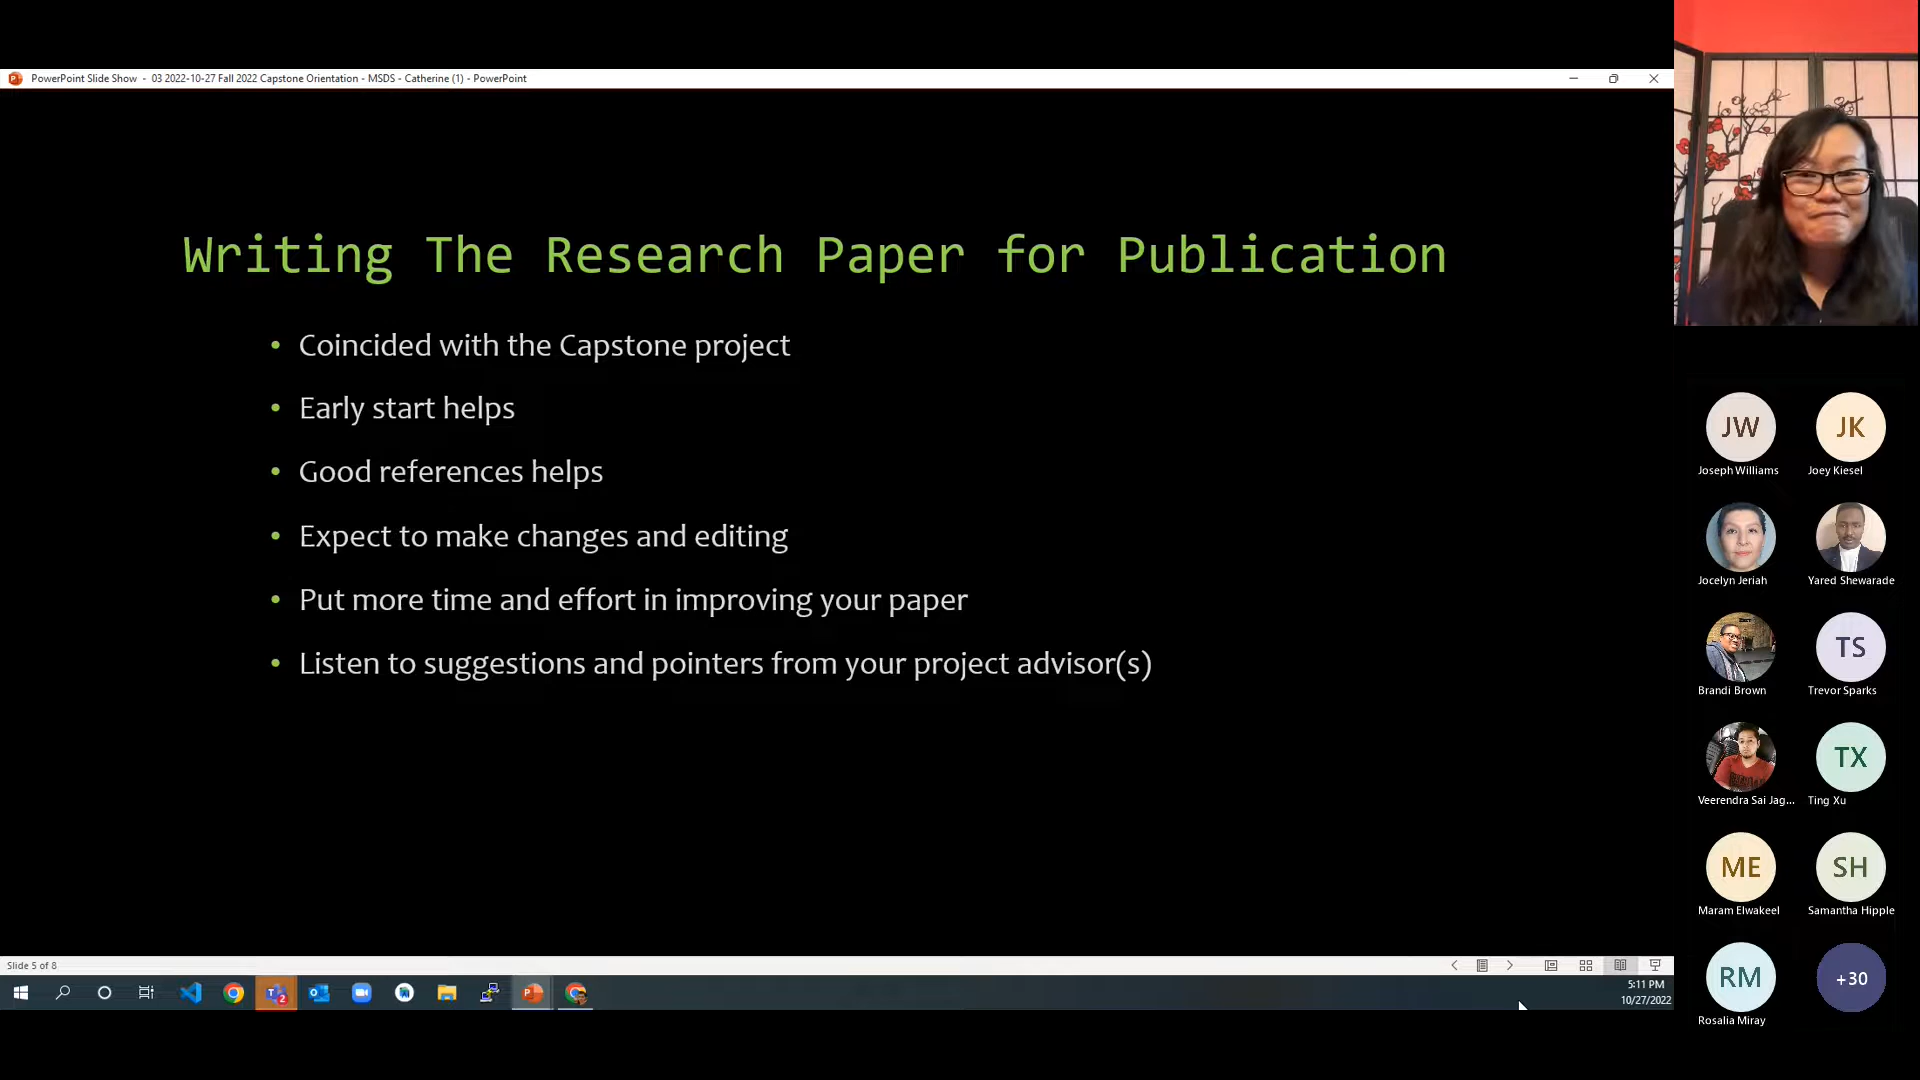 PowerPoint Slide Show - 03 2022-10-27 Fall 2022 Capstone Orientation - MSDS - Catherine (1) - PowerPoint
Writing The Research Paper for Publication
• Coincided with the Capstone project
• Early start helps
• Good references helps
• Expect to make changes and editing
• Put more time and effort in improving your paper
• Listen to suggestions and pointers from your project advisor(s)
Slide 5 of 8
5:11 PM
10/27/2022
JW JK
Joseph Williams Joey Kiesel
Jocelyn Jeriah Yared Shewarade
TS
Brandi Brown Trevor Sparks
TX
Veerendra Sai Jag... Ting Xu
ME SH
Maram Elwakeel Samantha Hipple
RM +30
Rosalia Miray